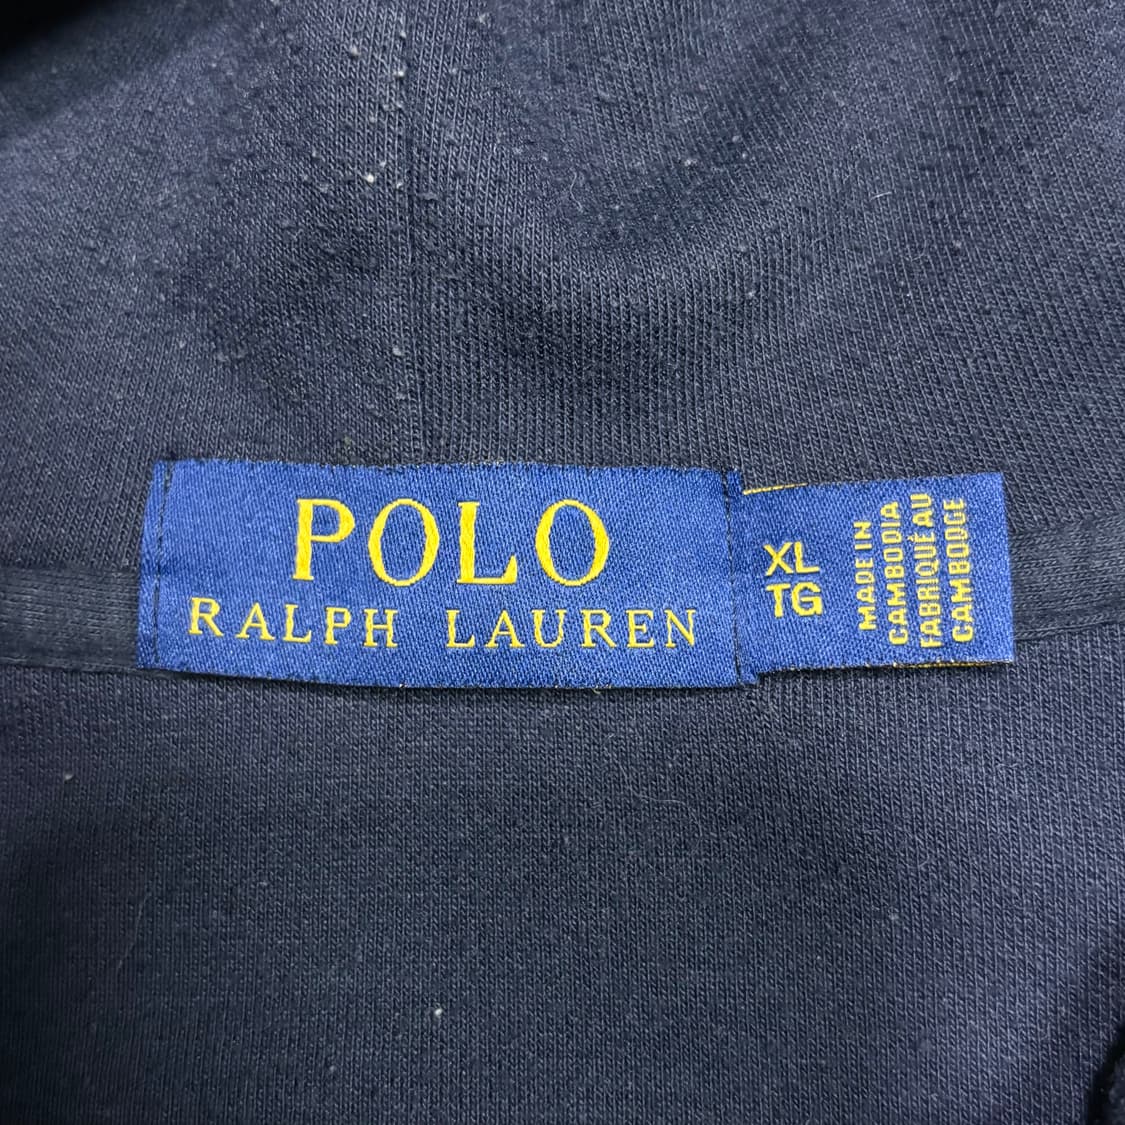 POLO
RALPH LAUREN
XL
TG
MADE IN
CAMBODIA
FABRIQUÉ AU
CAMBODGE